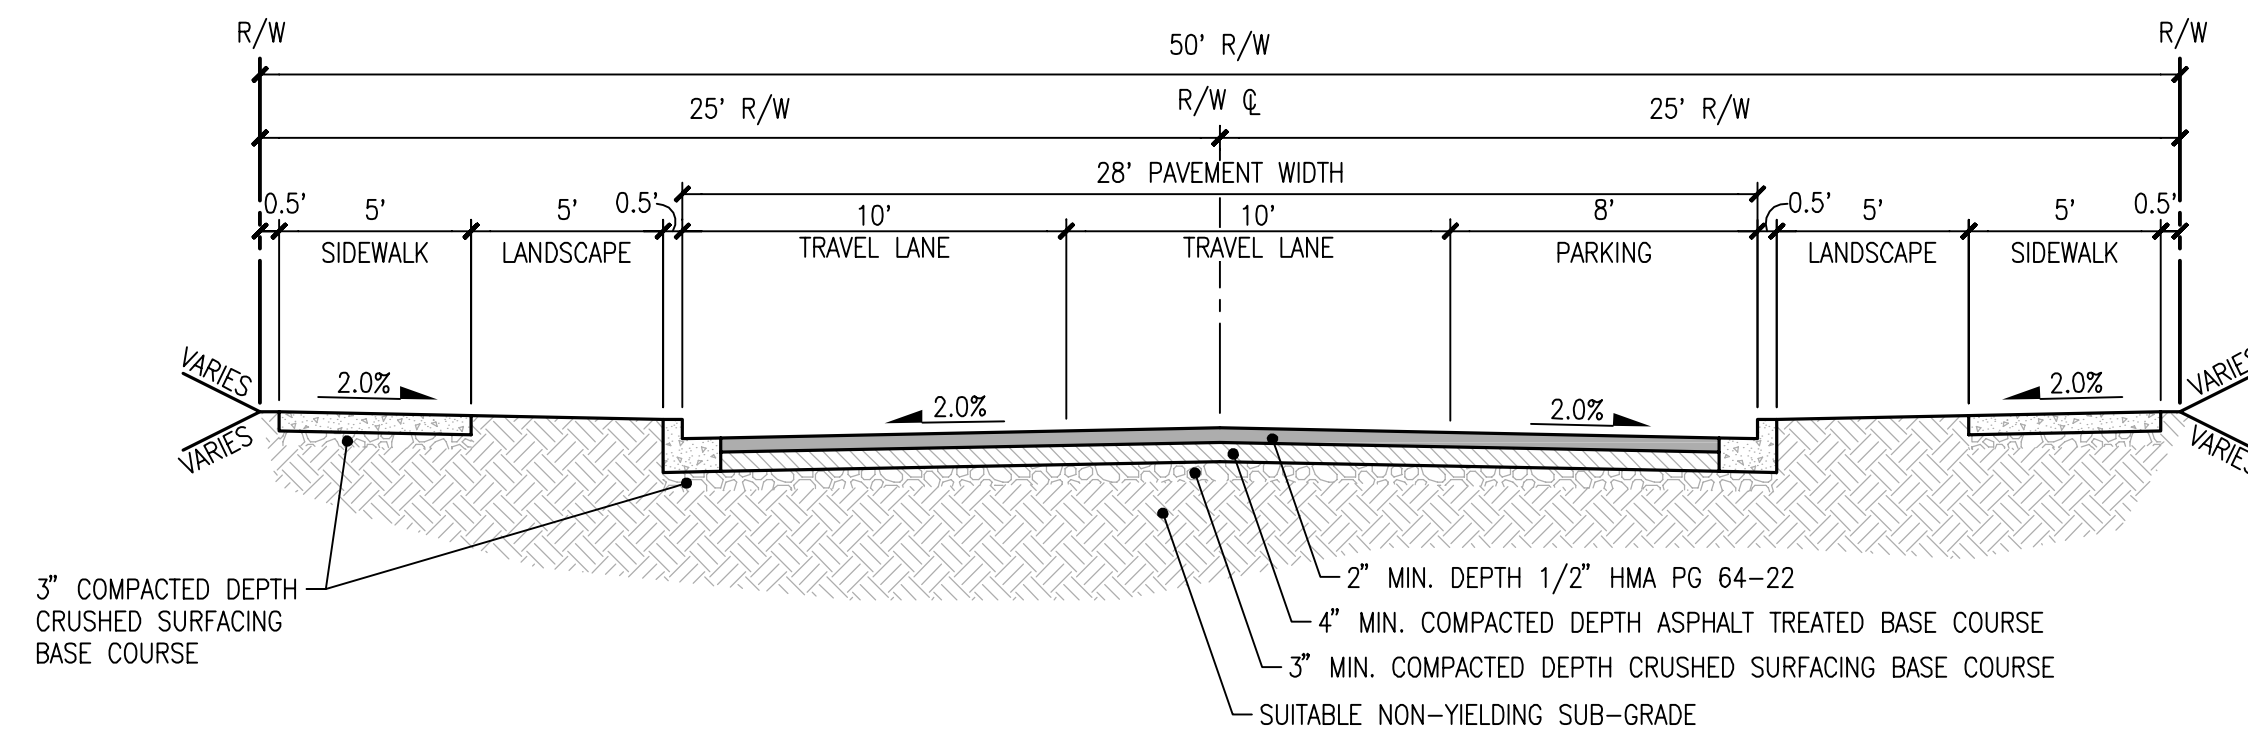 R/W
R/W
50' R/W
25' R/W
R/W ℄
25' R/W
28' PAVEMENT WIDTH
0.5'
5'
5'
0.5'
10'
10'
8'
0.5'
5'
5'
0.5'
SIDEWALK
LANDSCAPE
TRAVEL LANE
TRAVEL LANE
PARKING
LANDSCAPE
SIDEWALK
VARIES
VARIES
2.0%
2.0%
2.0%
2.0%
VARIES
VARIES
3" COMPACTED DEPTH
CRUSHED SURFACING
BASE COURSE
2" MIN. DEPTH 1/2" HMA PG 64-22
4" MIN. COMPACTED DEPTH ASPHALT TREATED BASE COURSE
3" MIN. COMPACTED DEPTH CRUSHED SURFACING BASE COURSE
SUITABLE NON-YIELDING SUB-GRADE